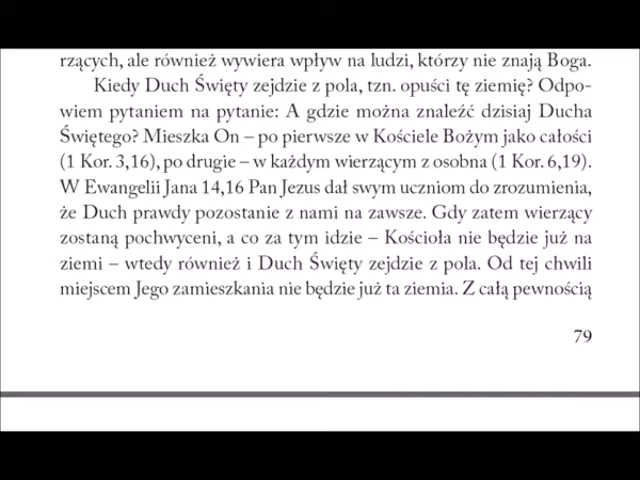 rzących, ale również wywiera wpływ na ludzi, którzy nie znają Boga.
Kiedy Duch Święty zejdzie z pola, tzn. opuści tę ziemię? Odpo-
wiem pytaniem na pytanie: A gdzie można znaleźć dzisiaj Ducha
Świętego? Mieszka On – po pierwsze w Kościele Bożym jako całości
(1 Kor. 3,16), po drugie – w każdym wierzącym z osobna (1 Kor. 6,19).
W Ewangelii Jana 14,16 Pan Jezus dał swym uczniom do zrozumienia,
że Duch prawdy pozostanie z nami na zawsze. Gdy zatem wierzący
zostaną pochwyceni, a co za tym idzie – Kościoła nie będzie już na
ziemi – wtedy również i Duch Święty zejdzie z pola. Od tej chwili
miejscem Jego zamieszkania nie będzie już ta ziemia. Z całą pewnością
79